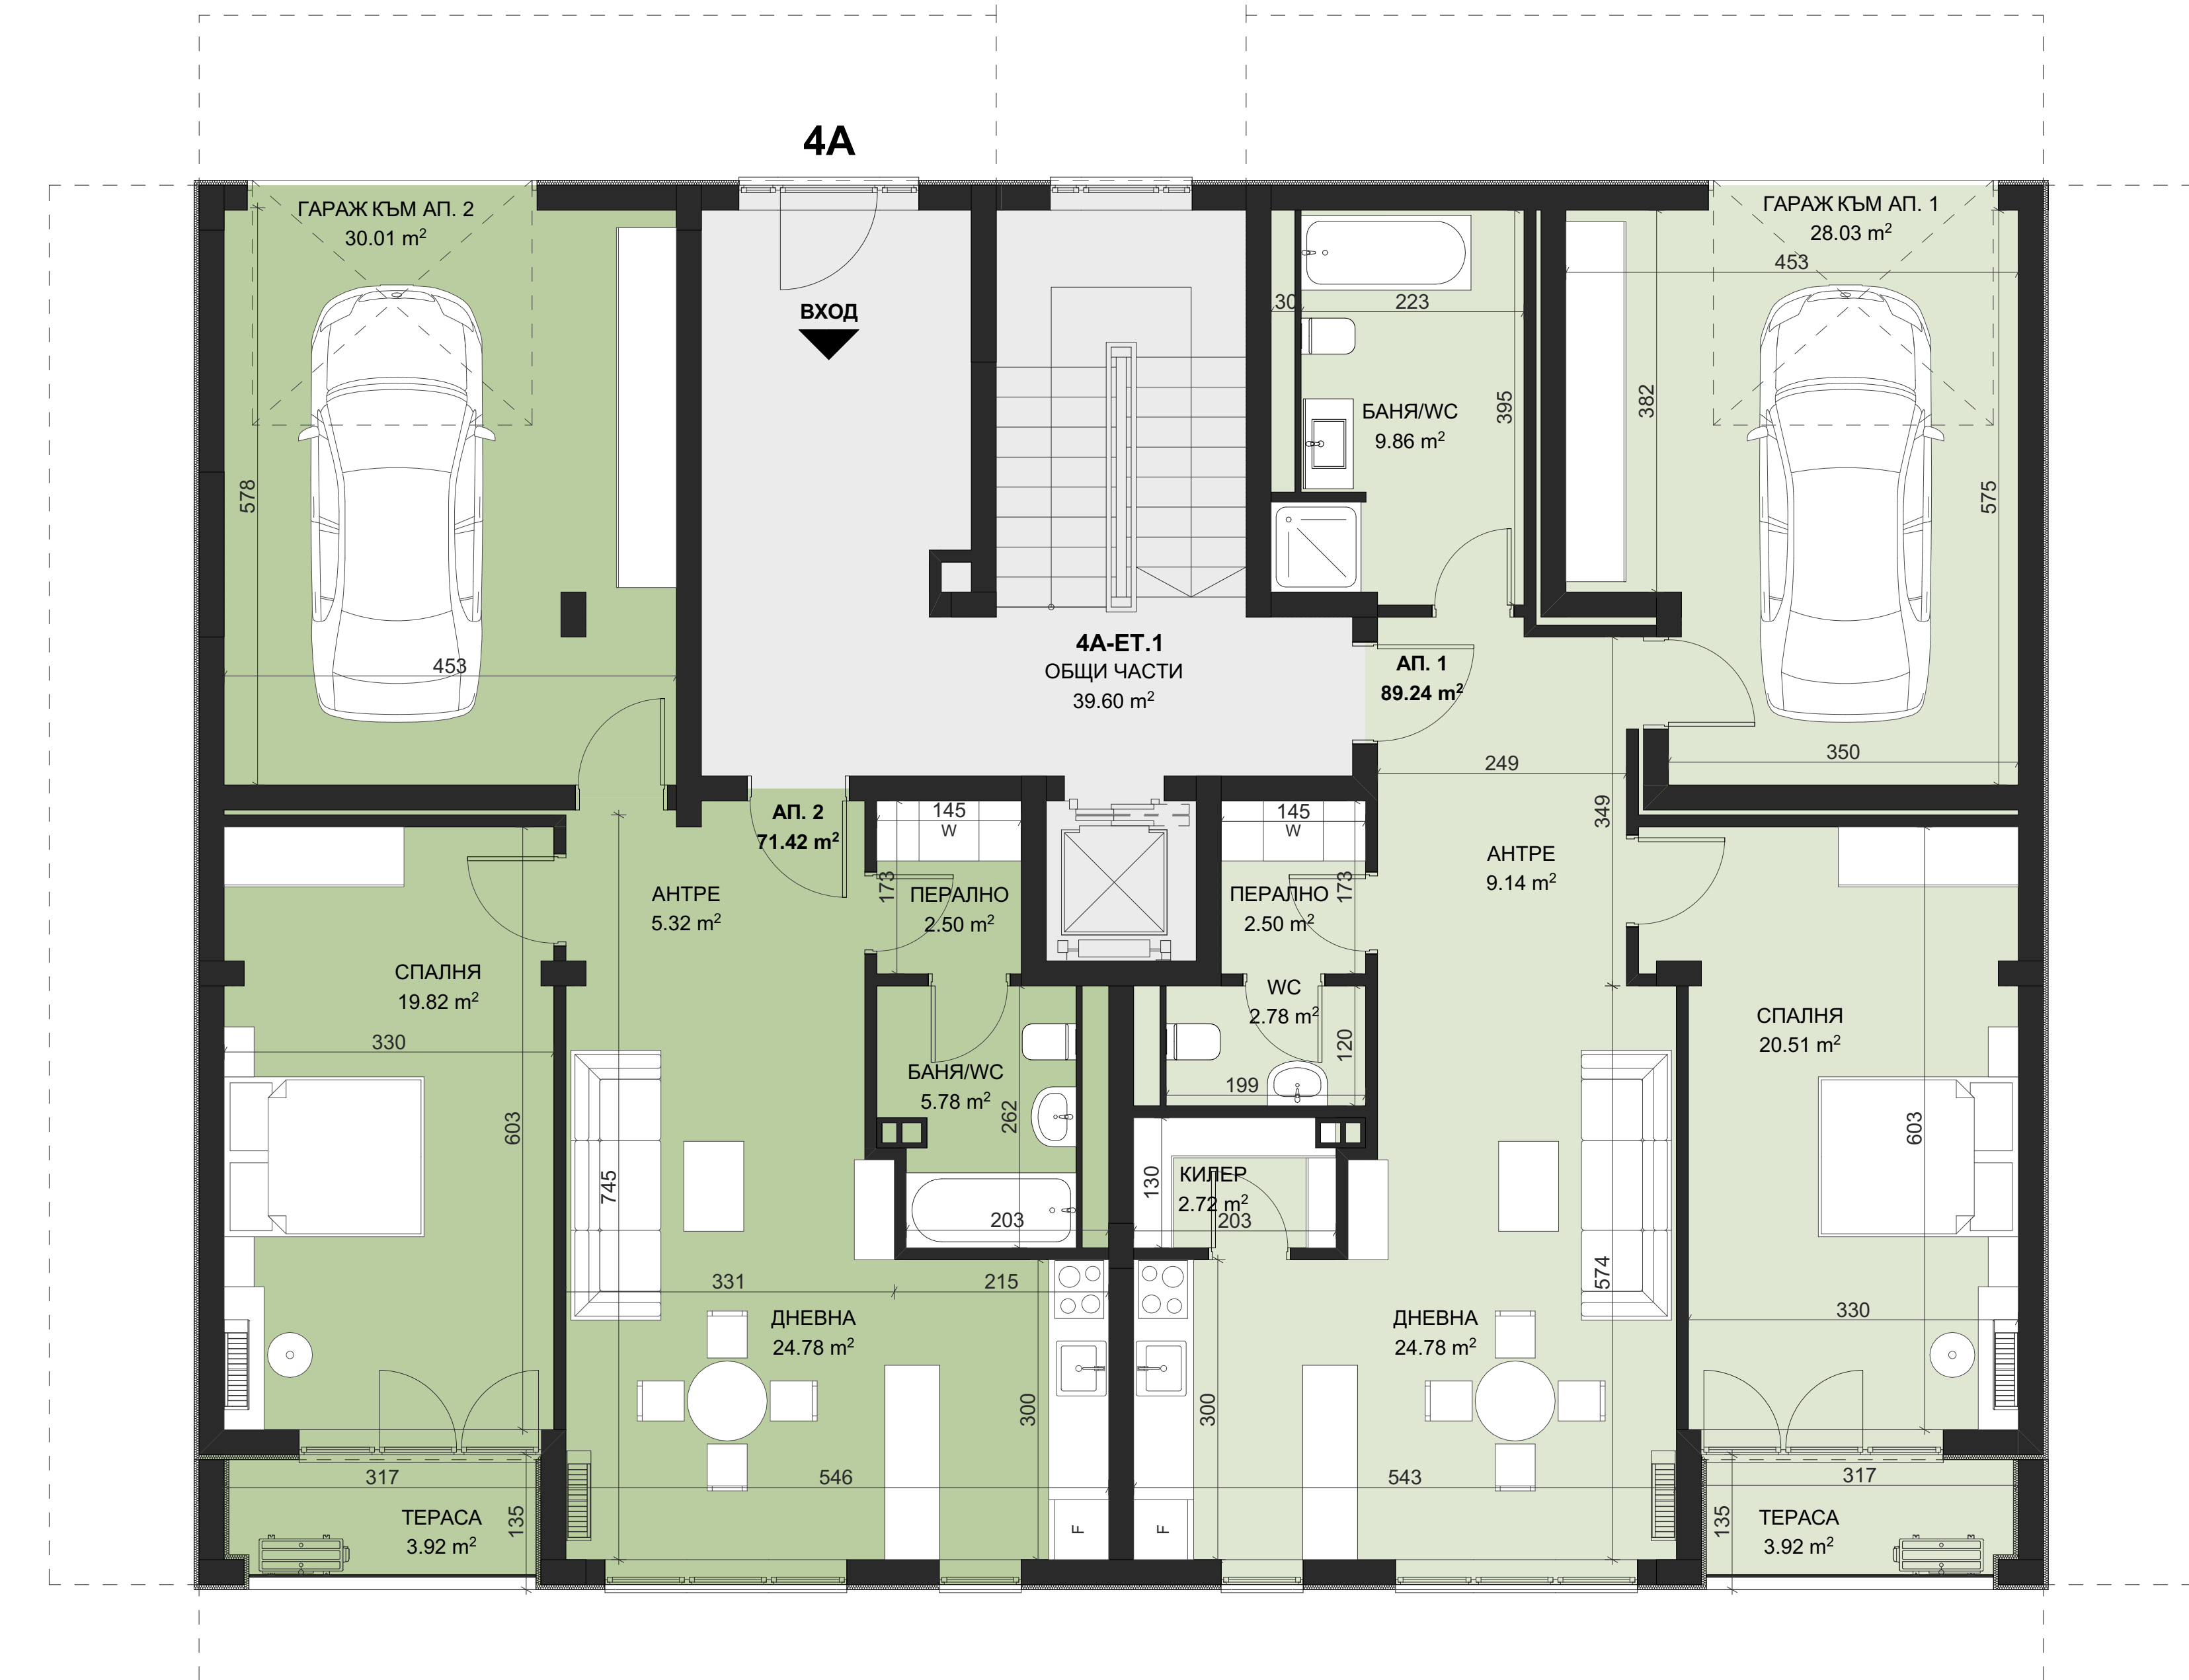 4A
ГАРАЖ КЪМ АП. 2
30.01 m²
ГАРАЖ КЪМ АП. 1
28.03 m²
453
ВХОД
30
223
БАНЯ/WC
9.86 m²
395
382
578
575
453
4А-ЕТ.1
ОБЩИ ЧАСТИ
39.60 m²
АП. 1
89.24 m²
249
350
349
АП. 2
71.42 m²
145
W
145
W
АНТРЕ
5.32 m²
173
ПЕРАЛНО
2.50 m²
ПЕРАЛНО
2.50 m²
173
АНТРЕ
9.14 m²
СПАЛНЯ
19.82 m²
330
WC
2.78 m²
120
199
СПАЛНЯ
20.51 m²
БАНЯ/WC
5.78 m²
262
603
603
745
130
КИЛЕР
2.72 m²
203
203
331
215
574
330
ДНЕВНА
24.78 m²
ДНЕВНА
24.78 m²
300
300
317
546
543
317
ТЕРАСА
3.92 m²
135
F
F
135
ТЕРАСА
3.92 m²